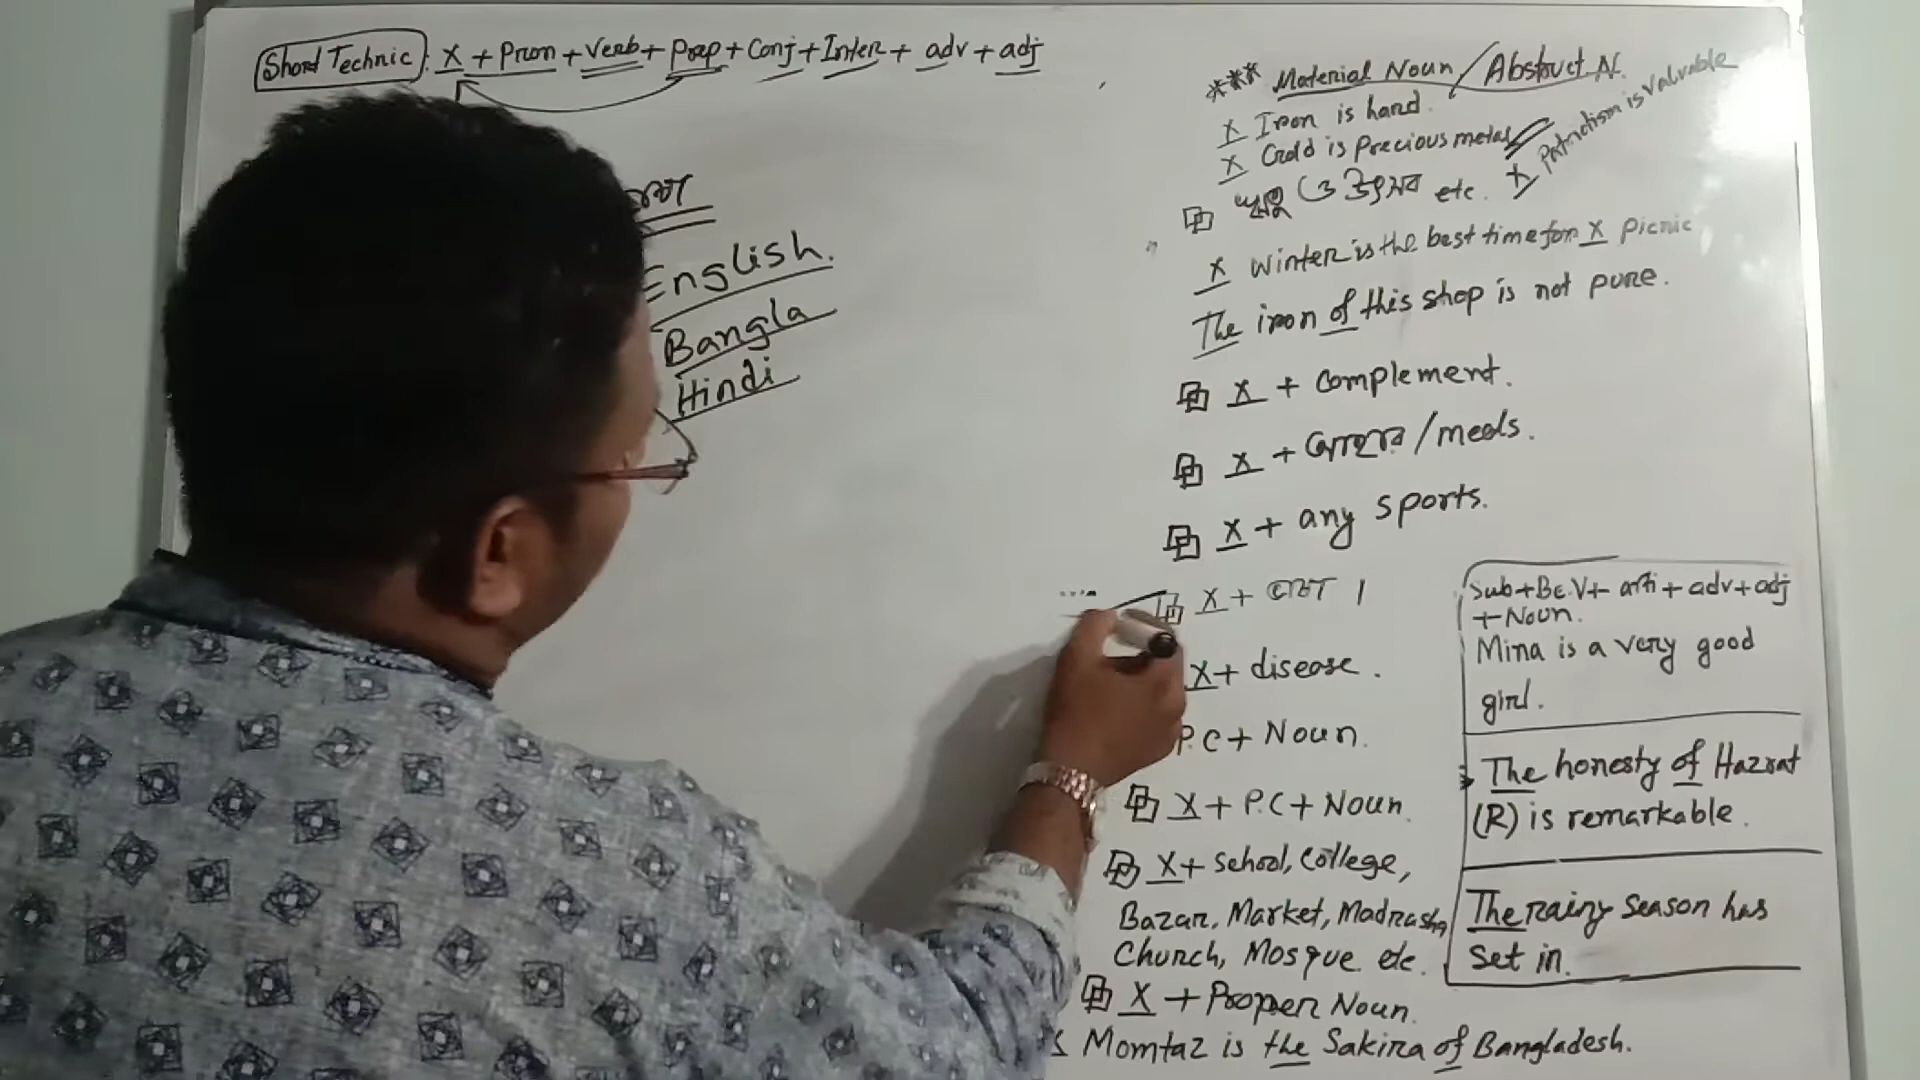 Short Technic: X + Pron + Verb + Prep + Conj + Inter + adv + adj
English.
Bangla
Hindi
*** Material Noun / Abstuct N.
X Iron is hard.
X Gold is Precious metal
X Patriotism is valuable
ঋতু ও উৎসব etc.
X Winter is the best time for X Picnic
The iron of this shop is not pure.
X + Complement.
X + /meals.
X + any sports.
X + ভাষা।
X + disease.
P.C + Noun.
X + P.C + Noun.
X + School, College,
Bazar, Market, Madrasha
Church, Mosque etc.
X + Proper Noun.
Momtaz is the Sakira of Bangladesh.
Sub + Be.V + arti + adv + adj
+ Noun.
Mina is a very good
girl.
The honesty of Hazrat
(R) is remarkable.
The rainy season has
set in.